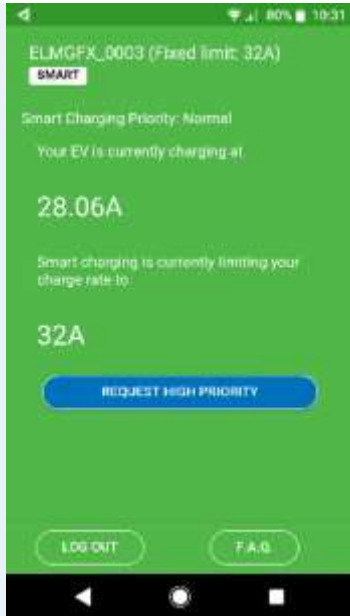 80% 10:31
ELMGFX_0003 (Fixed limit: 32A)
SMART
Smart Charging Priority: Normal
Your EV is currently charging at
28.06A
Smart charging is currently limiting your
charge rate to
32A
REQUEST HIGH PRIORITY
LOG OUT
F.A.Q.